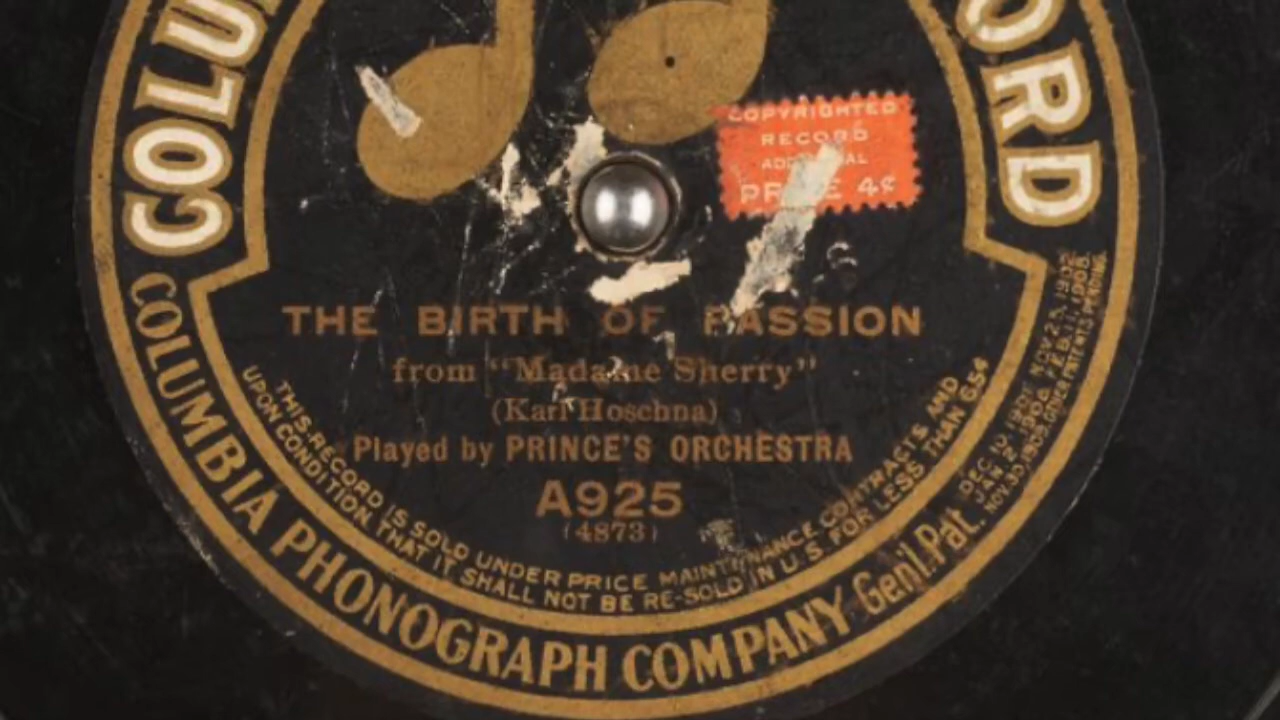 COLU
ORD
COPYRIGHTED
RECORD
PRICE 4¢
THE BIRTH OF PASSION
from "Madame Sherry"
(Karl Hoschna)
Played by PRINCE'S ORCHESTRA
A925
(4873)
THIS RECORD IS SOLD UNDER PRICE MAINTENANCE CONTRACTS AND
UPON CONDITION THAT IT SHALL NOT BE RE-SOLD IN U.S. FOR LESS THAN 65¢
COLUMBIA PHONOGRAPH COMPANY Gen'l. Pat.